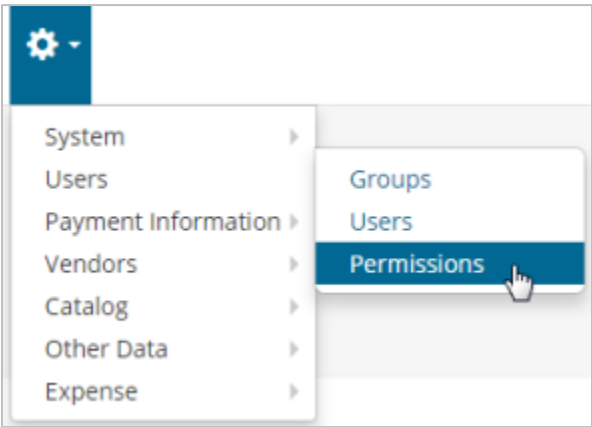 System
Users
Payment Information
Vendors
Catalog
Other Data
Expense
Groups
Users
Permissions